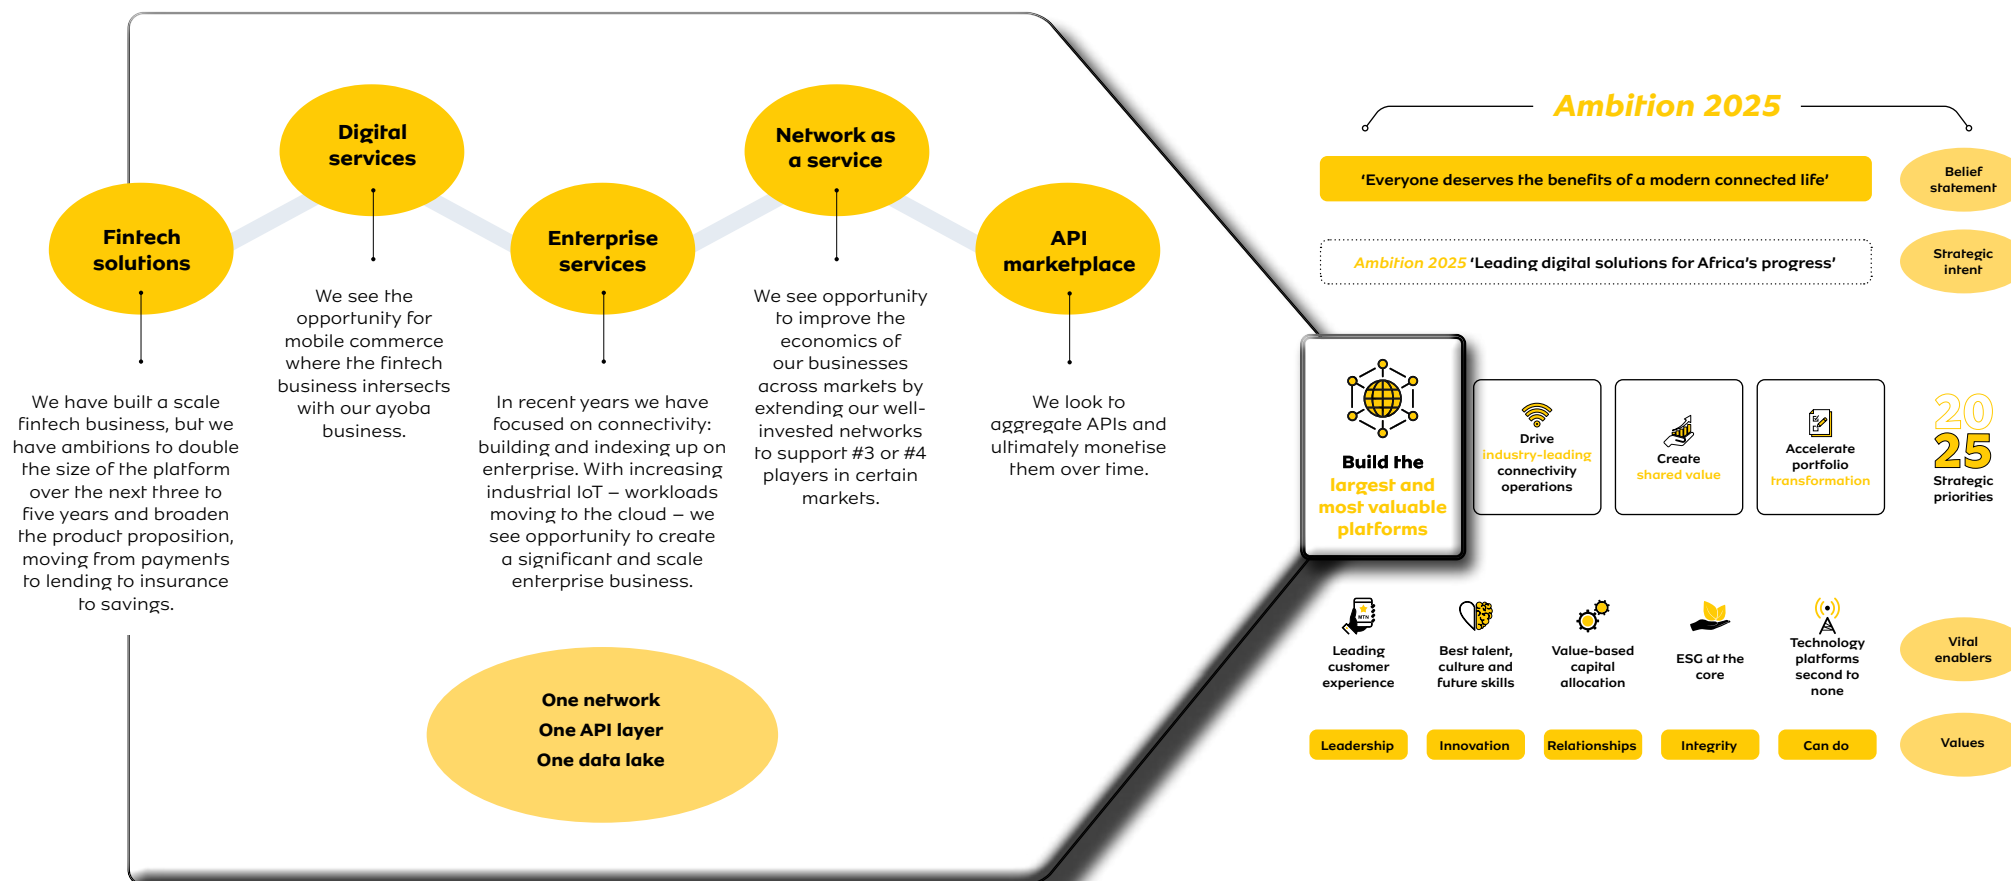 Fintech
solutions
We have built a scale
fintech business, but we
have ambitions to double
the size of the platform
over the next three to
five years and broaden
the product proposition,
moving from payments
to lending to insurance
to savings.
Digital
services
We see the
opportunity for
mobile commerce
where the fintech
business intersects
with our ayoba
business.
Enterprise
services
In recent years we have
focused on connectivity:
building and indexing up on
enterprise. With increasing
industrial IoT – workloads
moving to the cloud – we
see opportunity to create
a significant and scale
enterprise business.
Network as
a service
We see opportunity
to improve the
economics of
our businesses
across markets by
extending our well-
invested networks
to support #3 or #4
players in certain
markets.
API
marketplace
We look to
aggregate APIs and
ultimately monetise
them over time.
One network
One API layer
One data lake
Ambition 2025
‘Everyone deserves the benefits of a modern connected life’
Belief
statement
Ambition 2025 ‘Leading digital solutions for Africa’s progress’
Strategic
intent
Build the
largest and
most valuable
platforms
Drive
industry-leading
connectivity
operations
Create
shared value
Accelerate
portfolio
transformation
20
25
Strategic
priorities
MTN
Leading
customer
experience
Best talent,
culture and
future skills
Value-based
capital
allocation
ESG at the
core
Technology
platforms
second to
none
Vital
enablers
Leadership
Innovation
Relationships
Integrity
Can do
Values